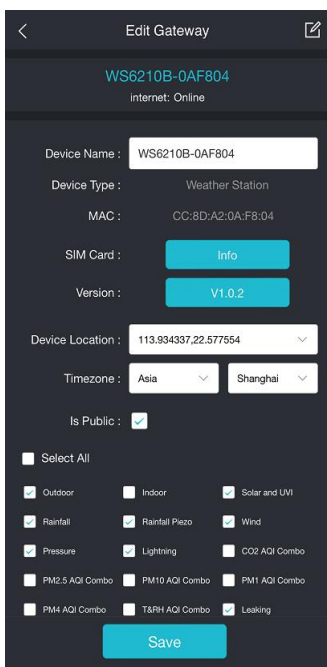 Edit Gateway
WS6210B-0AF804
internet: Online
Device Name : WS6210B-0AF804
Device Type : Weather Station
MAC : CC:8D:A2:0A:F8:04
SIM Card : Info
Version : V1.0.2
Device Location : 113.934337,22.577554
Timezone : Asia Shanghai
Is Public :
Select All
Outdoor Indoor Solar and UVI
Rainfall Rainfall Piezo Wind
Pressure Lightning CO2 AQI Combo
PM2.5 AQI Combo PM10 AQI Combo PM1 AQI Combo
PM4 AQI Combo T&RH AQI Combo Leaking
Save